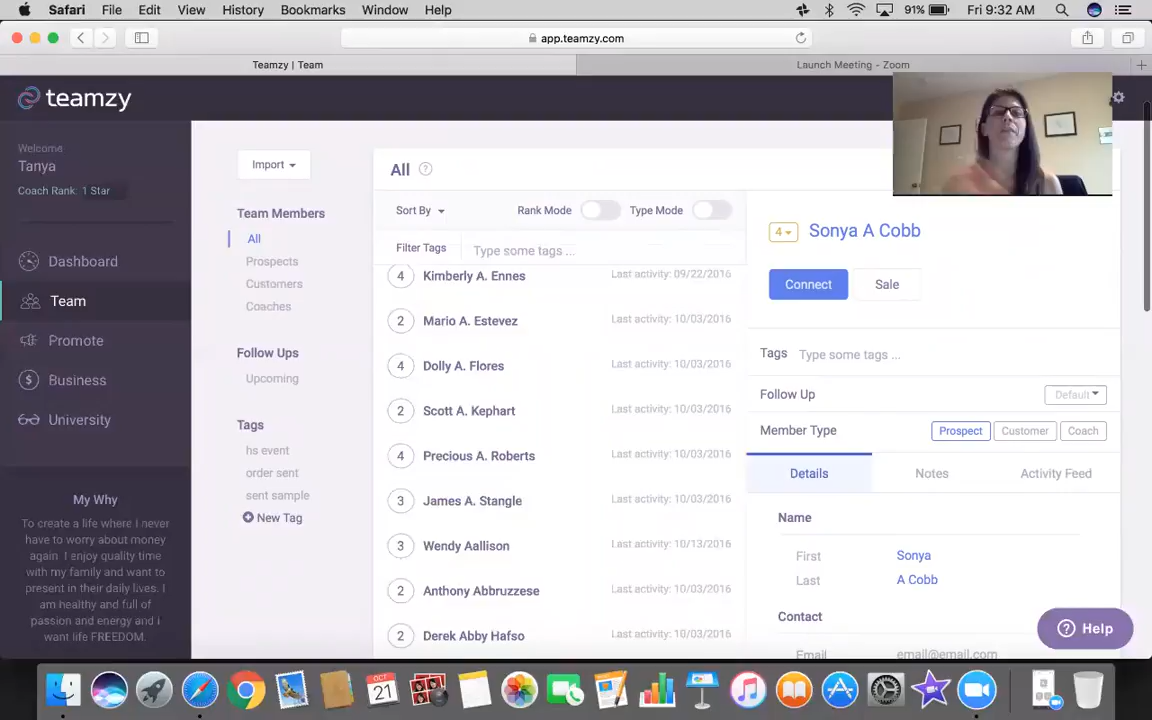 Safari File Edit View History Bookmarks Window Help 91% Fri 9:32 AM
app.teamzy.com
Teamzy | Team
Launch Meeting - Zoom
teamzy
Welcome
Tanya
Coach Rank: 1 Star
Dashboard
Team
Promote
Business
University
My Why
To create a life where i never
have to worry about money
again. I enjoy quality time
with my family and want to
present in their daily lives. I
am healthy and full of
passion and energy and i
want life FREEDOM.
Import
Team Members
All
Prospects
Customers
Coaches
Follow Ups
Upcoming
Tags
hs event
order sent
sent sample
New Tag
All ?
Sort By Rank Mode Type Mode
Filter Tags Type some tags ...
4 Kimberly A. Ennes Last activity: 09/22/2016
2 Mario A. Estevez Last activity: 10/03/2016
4 Dolly A. Flores Last activity: 10/03/2016
2 Scott A. Kephart Last activity: 10/03/2016
4 Precious A. Roberts Last activity: 10/03/2016
3 James A. Stangle Last activity: 10/03/2016
3 Wendy Aallison Last activity: 10/13/2016
2 Anthony Abbruzzese Last activity: 10/03/2016
2 Derek Abby Hafso Last activity: 10/03/2016
4 Sonya A Cobb
Connect Sale
Tags Type some tags ...
Follow Up Default
Member Type Prospect Customer Coach
Details Notes Activity Feed
Name
First Sonya
Last A Cobb
Contact
Email email@email.com
? Help
OCT
21